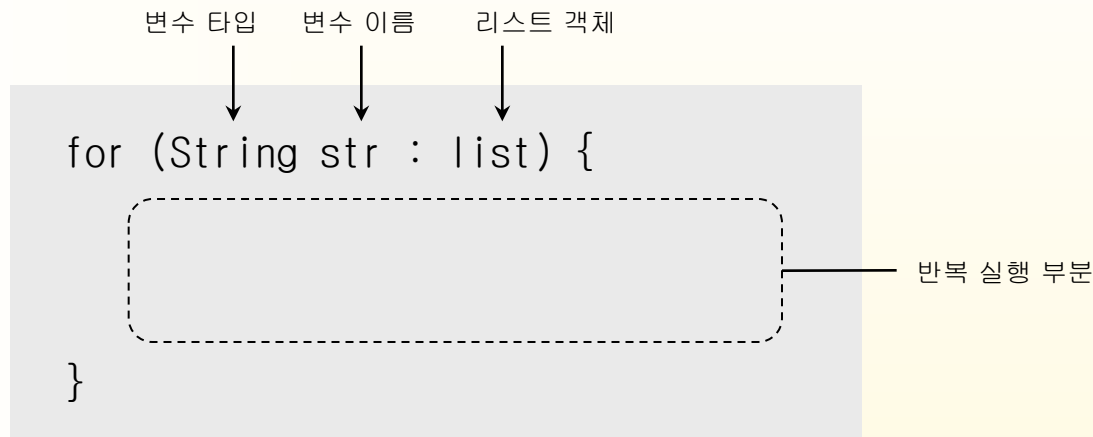 변수 타입 변수 이름 리스트 객체
for (String str : list) {
반복 실행 부분
}